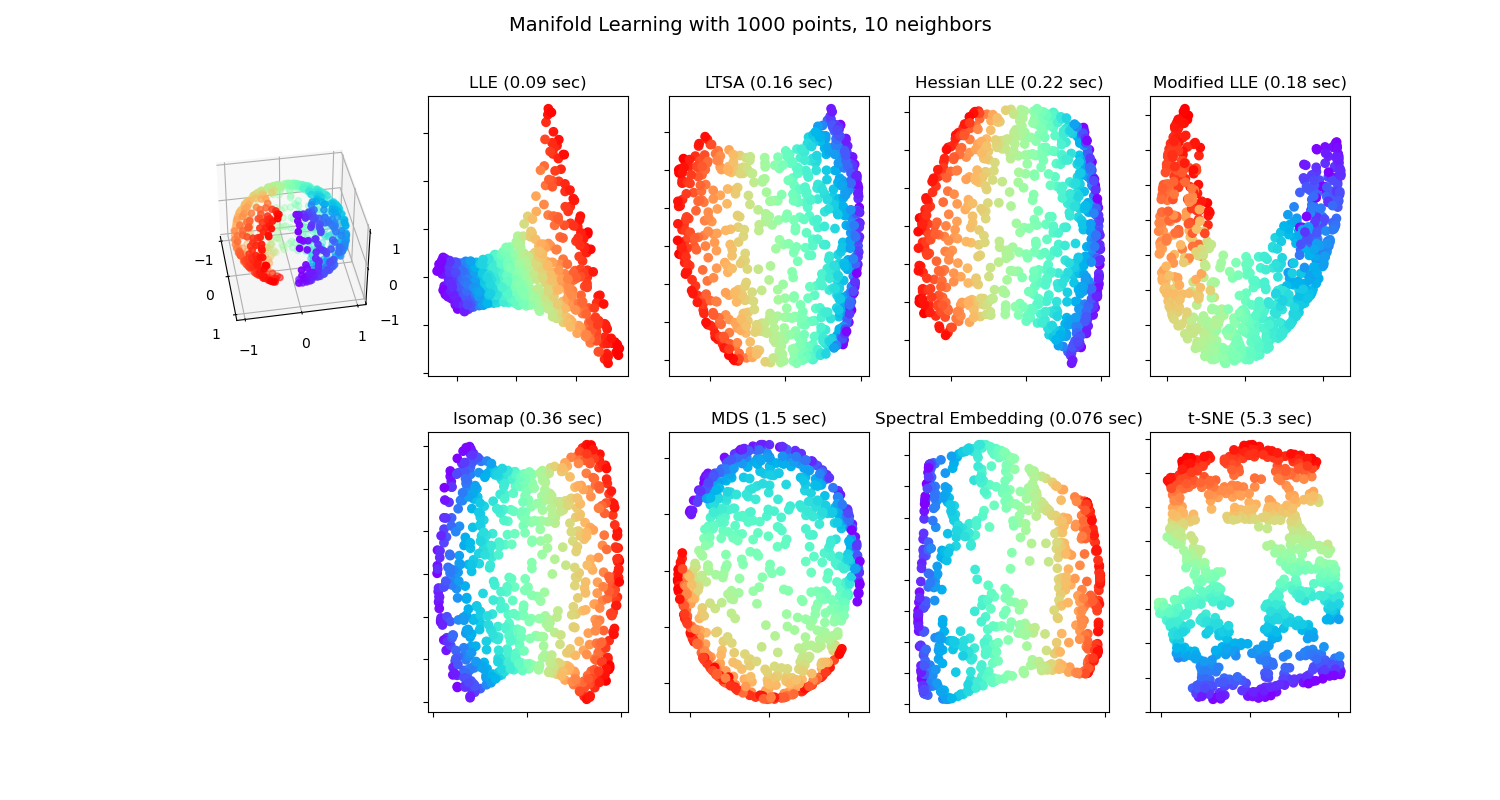 Manifold Learning with 1000 points, 10 neighbors
LLE (0.09 sec)
LTSA (0.16 sec)
Hessian LLE (0.22 sec)
Modified LLE (0.18 sec)
−1
0
1
−1
0
1
1
0
−1
Isomap (0.36 sec)
MDS (1.5 sec)
Spectral Embedding (0.076 sec)
t-SNE (5.3 sec)